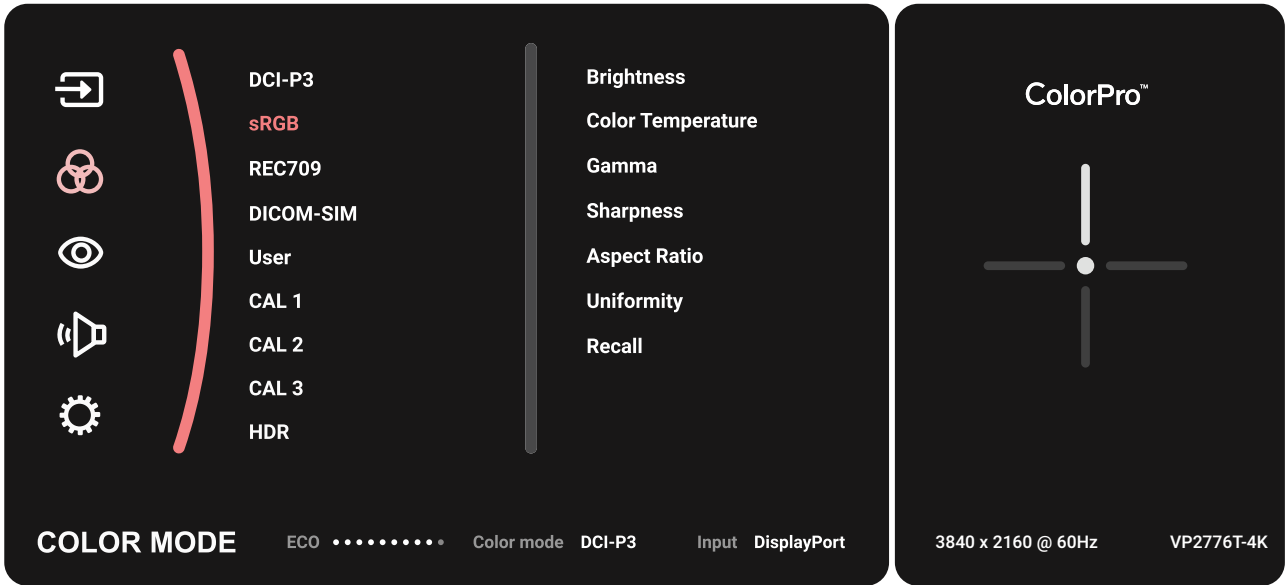 DCI-P3
sRGB
REC709
DICOM-SIM
User
CAL 1
CAL 2
CAL 3
HDR
Brightness
Color Temperature
Gamma
Sharpness
Aspect Ratio
Uniformity
Recall
ColorPro™
COLOR MODE
ECO
Color mode DCI-P3
Input DisplayPort
3840 x 2160 @ 60Hz
VP2776T-4K